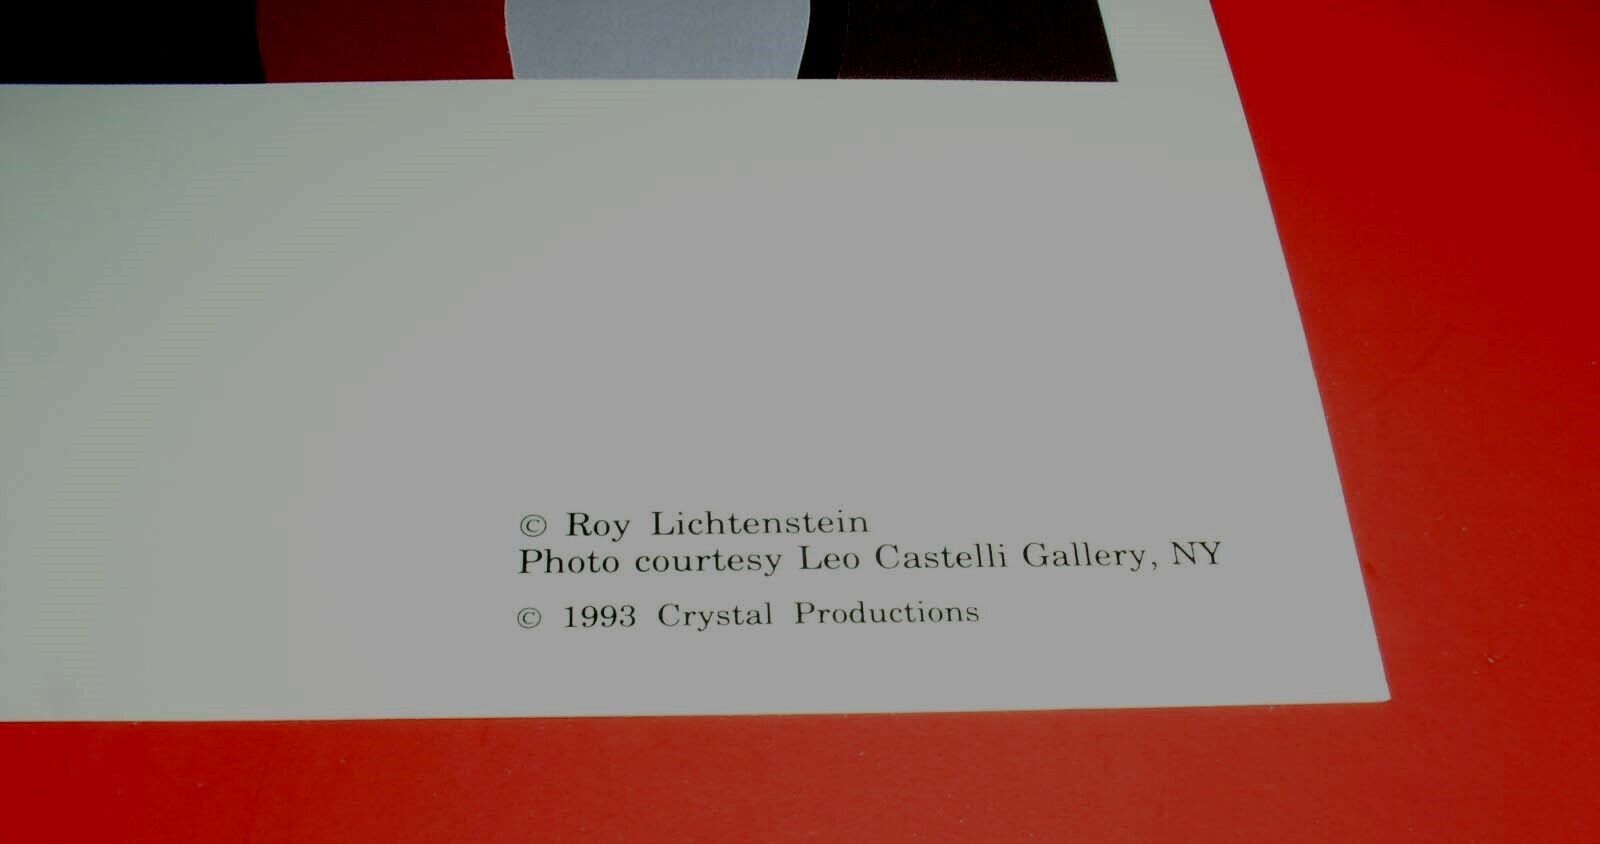 © Roy Lichtenstein
Photo courtesy Leo Castelli Gallery, NY
© 1993 Crystal Productions